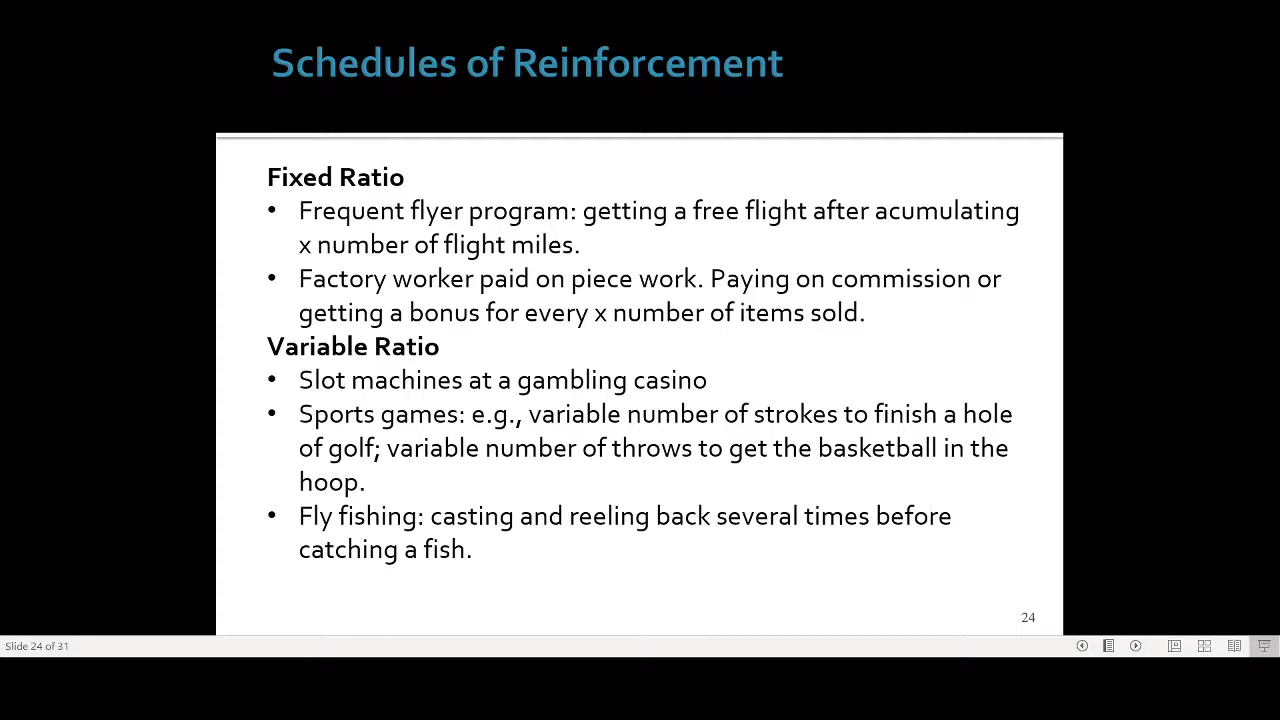 Schedules of Reinforcement
Fixed Ratio
• Frequent flyer program: getting a free flight after acumulating
x number of flight miles.
• Factory worker paid on piece work. Paying on commission or
getting a bonus for every x number of items sold.
Variable Ratio
• Slot machines at a gambling casino
• Sports games: e.g., variable number of strokes to finish a hole
of golf; variable number of throws to get the basketball in the
hoop.
• Fly fishing: casting and reeling back several times before
catching a fish.
24
Slide 24 of 31